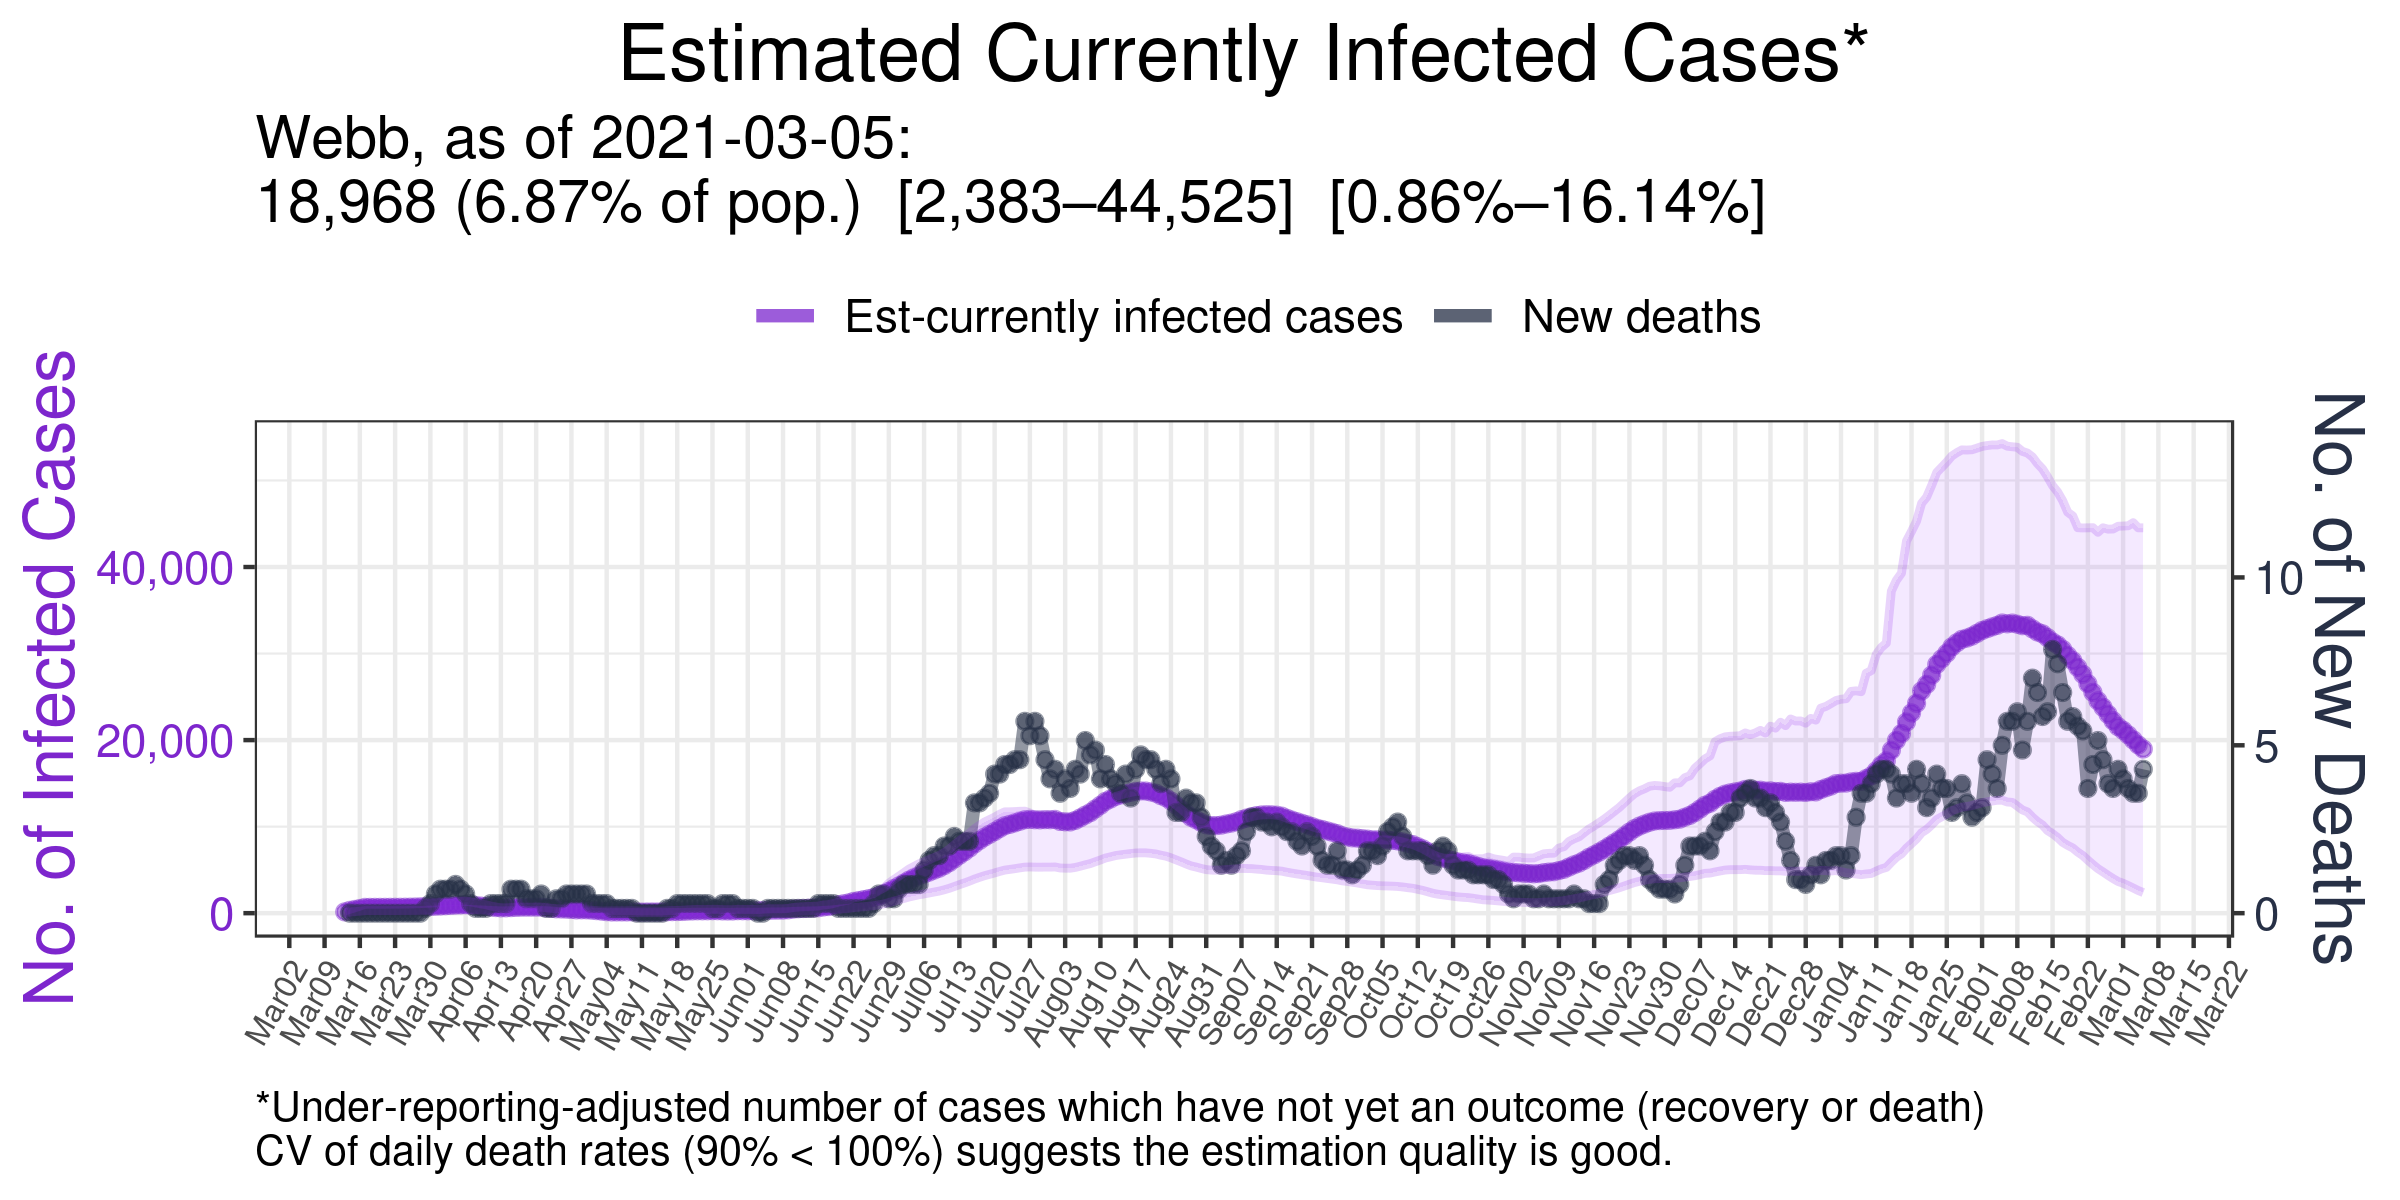 Estimated Currently Infected Cases*
Webb, as of 2021-03-05:
18,968 (6.87% of pop.)  [2,383–44,525]  [0.86%–16.14%]
Est-currently infected cases
New deaths
No. of Infected Cases
40,000
20,000
0
10
5
0
No. of New Deaths
Mar02
Mar09
Mar16
Mar23
Mar30
Apr06
Apr13
Apr20
Apr27
May04
May11
May18
May25
Jun01
Jun08
Jun15
Jun22
Jun29
Jul06
Jul13
Jul20
Jul27
Aug03
Aug10
Aug17
Aug24
Aug31
Sep07
Sep14
Sep21
Sep28
Oct05
Oct12
Oct19
Oct26
Nov02
Nov09
Nov16
Nov23
Nov30
Dec07
Dec14
Dec21
Dec28
Jan04
Jan11
Jan18
Jan25
Feb01
Feb08
Feb15
Feb22
Mar01
Mar08
Mar15
Mar22
*Under-reporting-adjusted number of cases which have not yet an outcome (recovery or death)
CV of daily death rates (90% < 100%) suggests the estimation quality is good.